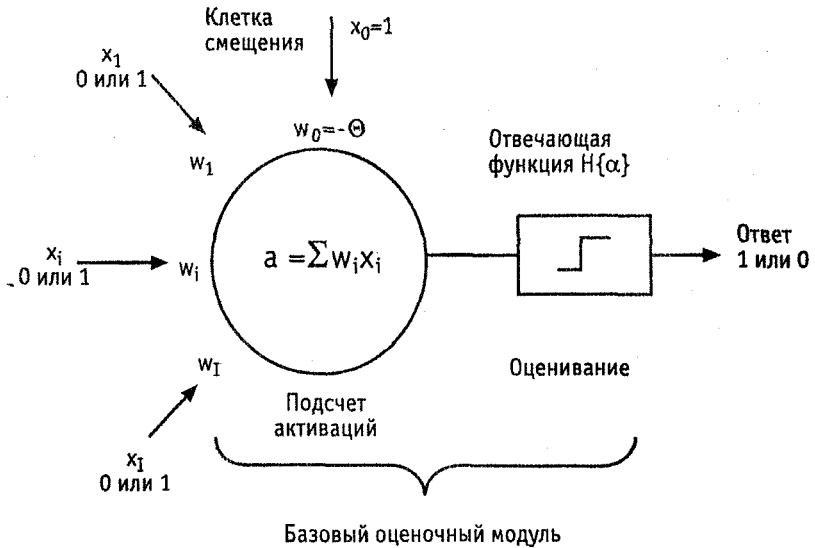 Клетка
смещения
x0=1
x1
0 или 1
w0=-Θ
w1
Отвечающая
функция H{α}
xi
0 или 1
wi
a =∑wixi
Ответ
1 или 0
wI
Оценивание
Подсчет
активаций
xI
0 или 1
Базовый оценочный модуль